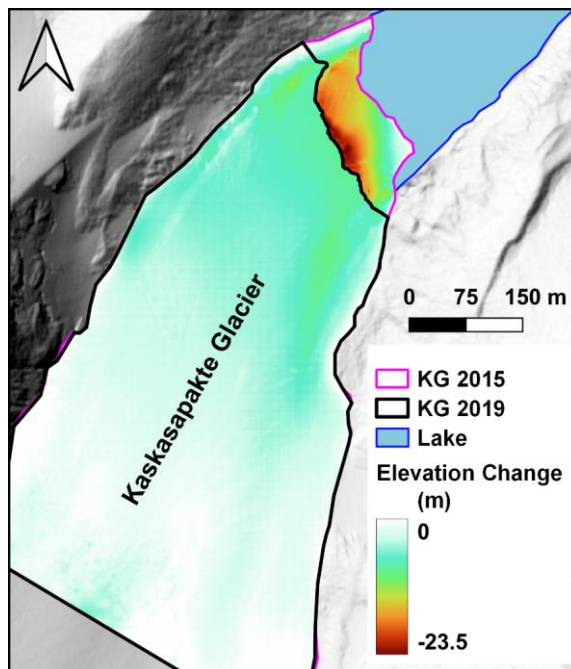 Kaskasapakte Glacier
0 75 150 m
KG 2015
KG 2019
Lake
Elevation Change
(m)
0
-23.5